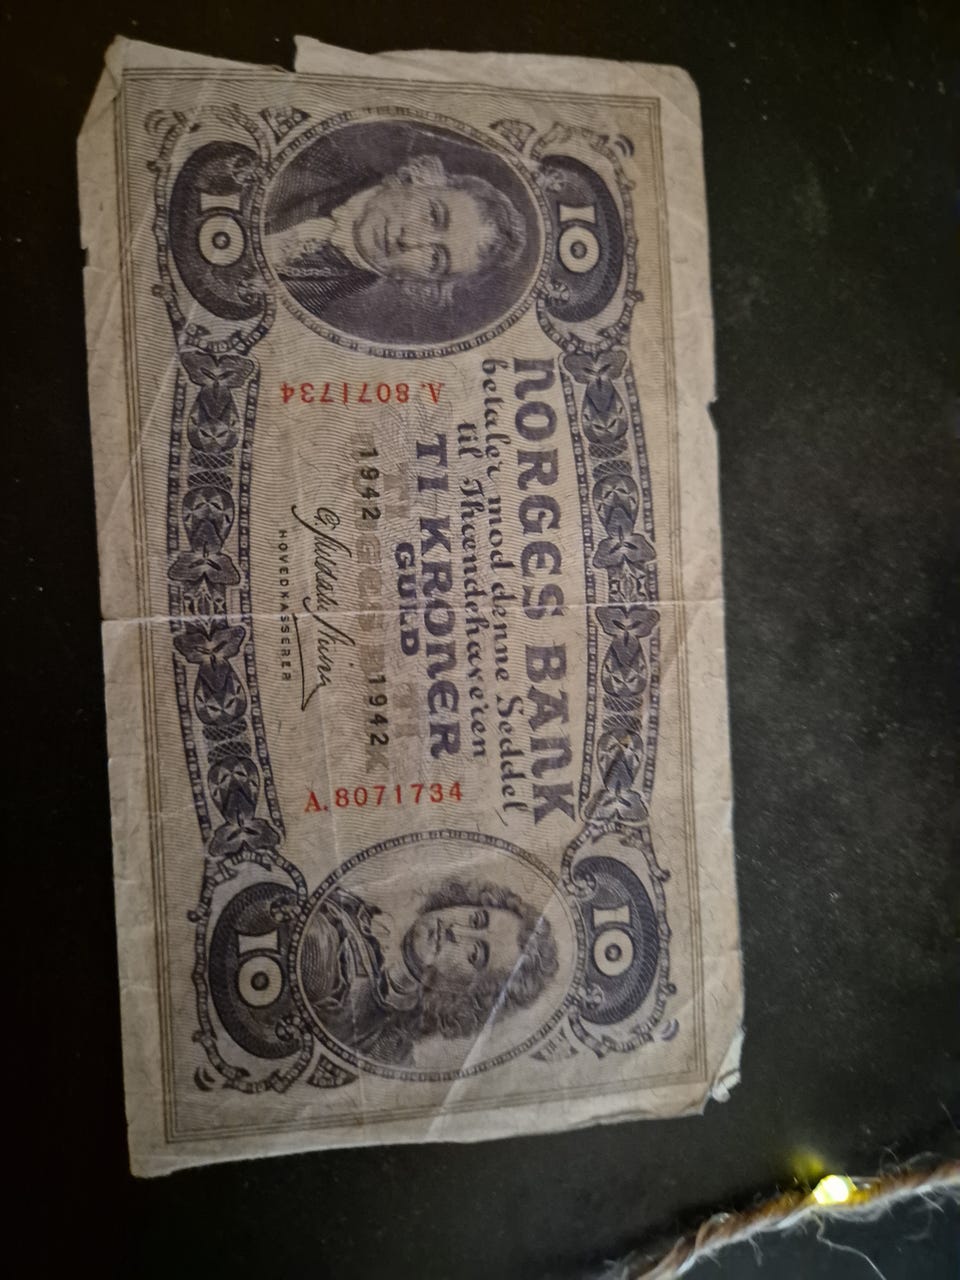 10
10
NORGES BANK
betaler mod denne Seddel
til Ihændehaveren
TI KRONER
GULD
A. 8071734
A. 8071734
1942
1942
HOVEDKASSERER
10
10